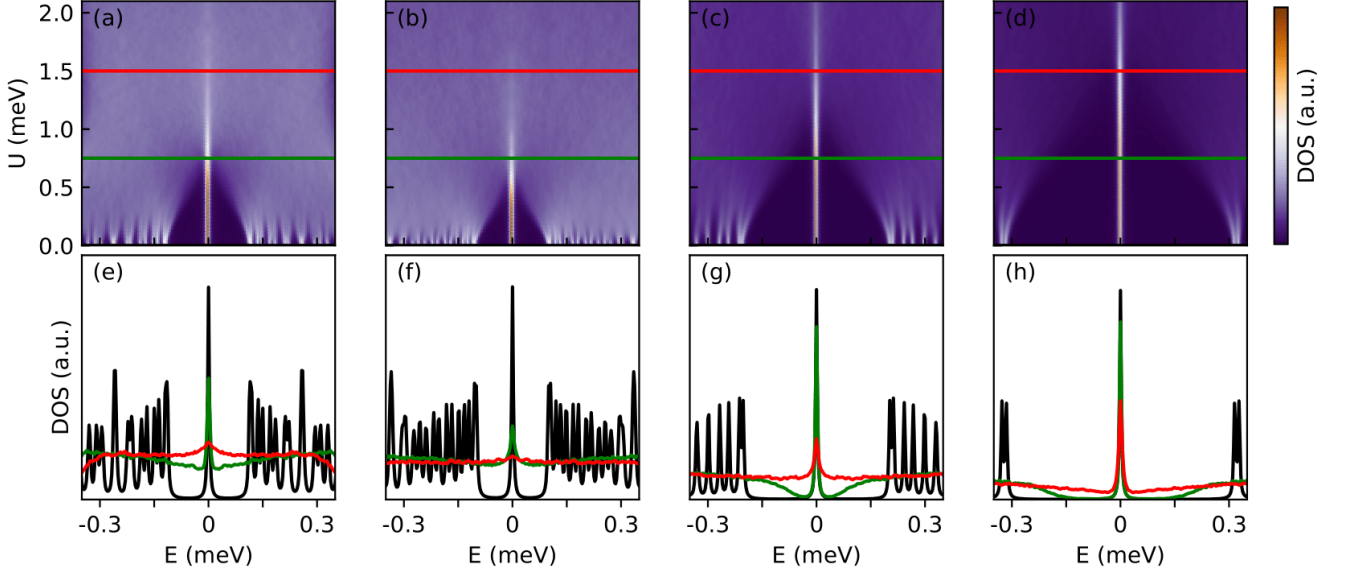 (a) (b) (c) (d)
2.0
1.5
1.0
0.5
0.0
U (meV)
DOS (a.u.)
(e) (f) (g) (h)
DOS (a.u.)
-0.3 0 0.3 -0.3 0 0.3 -0.3 0 0.3 -0.3 0 0.3
E (meV) E (meV) E (meV) E (meV)